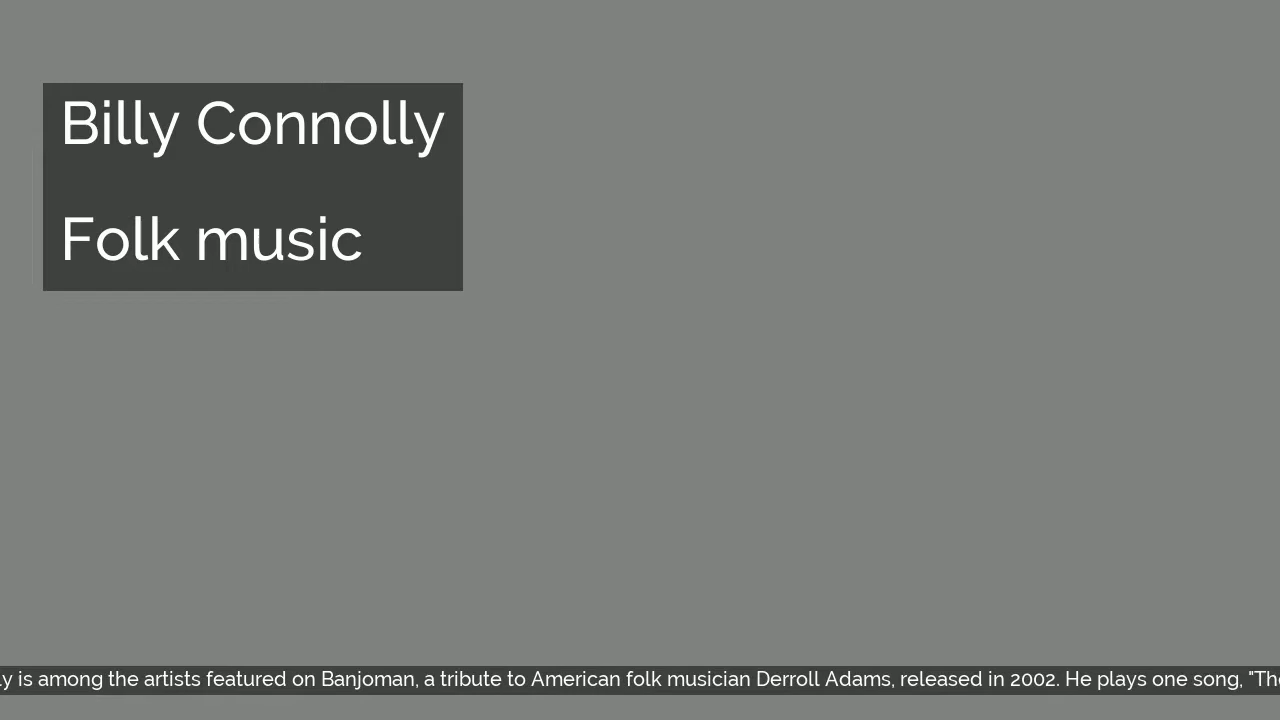 Billy Connolly
Folk music
is among the artists featured on Banjoman, a tribute to American folk musician Derroll Adams, released in 2002. He plays one song,